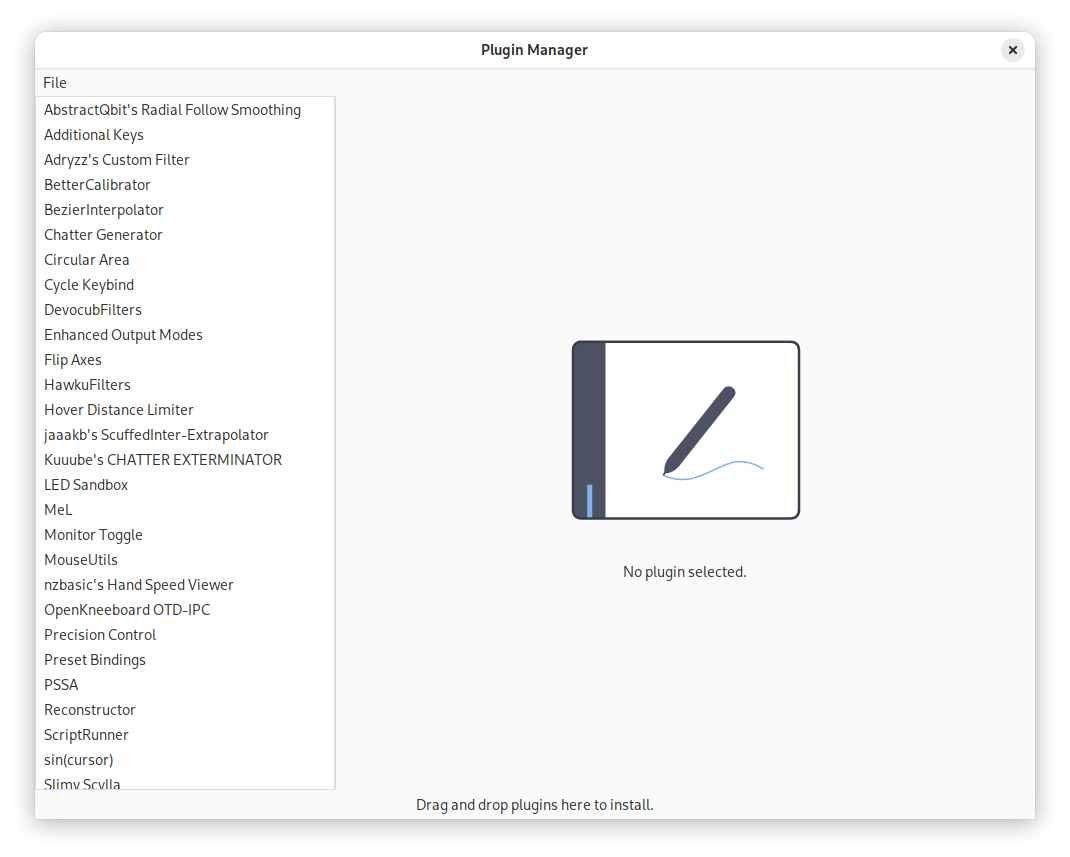 Plugin Manager
File
AbstractQbit's Radial Follow Smoothing
Additional Keys
Adryzz's Custom Filter
BetterCalibrator
BezierInterpolator
Chatter Generator
Circular Area
Cycle Keybind
DevocubFilters
Enhanced Output Modes
Flip Axes
HawkuFilters
Hover Distance Limiter
jaaakb's ScuffedInter-Extrapolator
Kuuube's CHATTER EXTERMINATOR
LED Sandbox
MeL
Monitor Toggle
MouseUtils
nzbasic's Hand Speed Viewer
OpenKneeboard OTD-IPC
Precision Control
Preset Bindings
PSSA
Reconstructor
ScriptRunner
sin(cursor)
Slimy Scylla
No plugin selected.
Drag and drop plugins here to install.